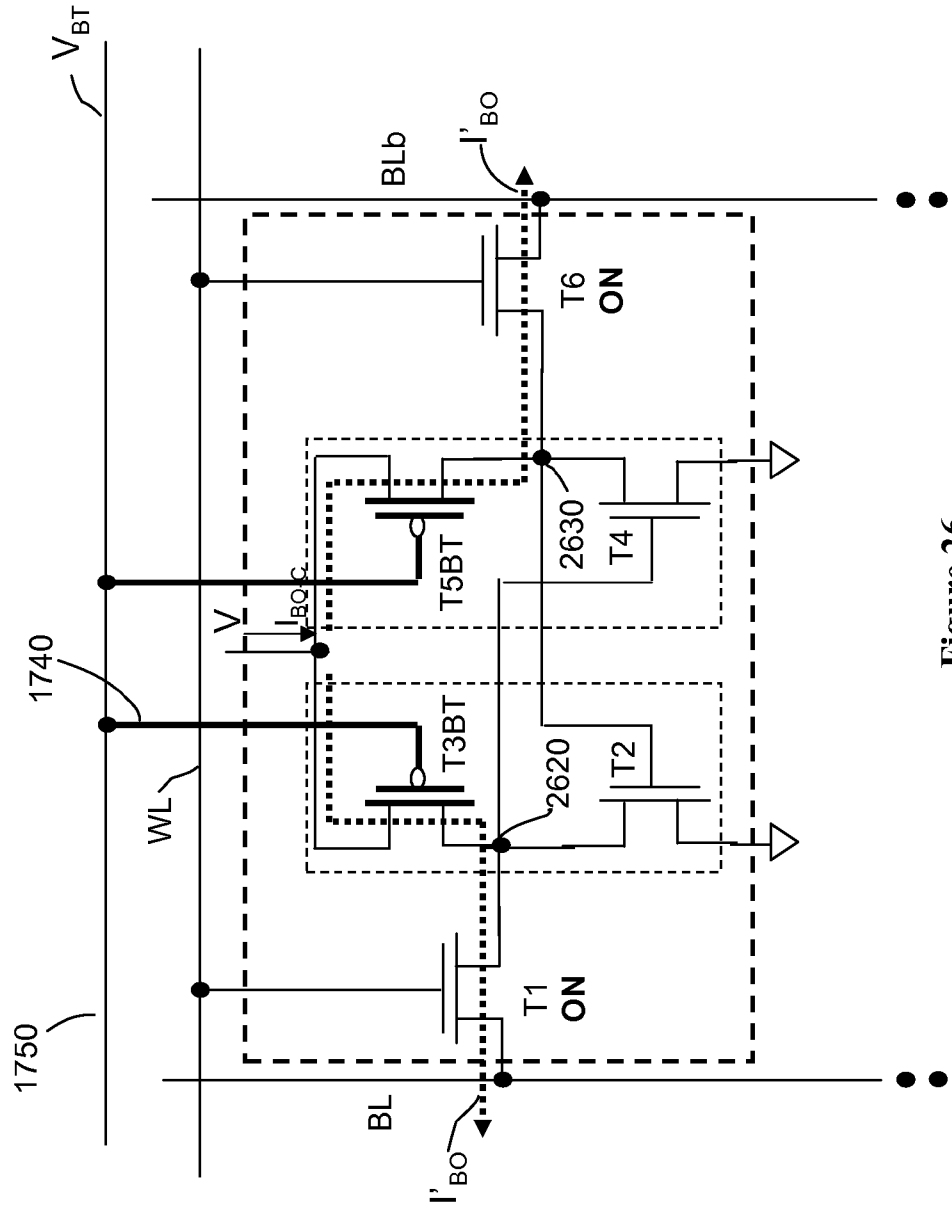 1750
1740
V_BT
WL
V
I_BO-C
BL
BLb
I'_BO
I'_BO
T3BT
T5BT
T1
ON
T6
ON
2620
2630
T2
T4
Figure 26